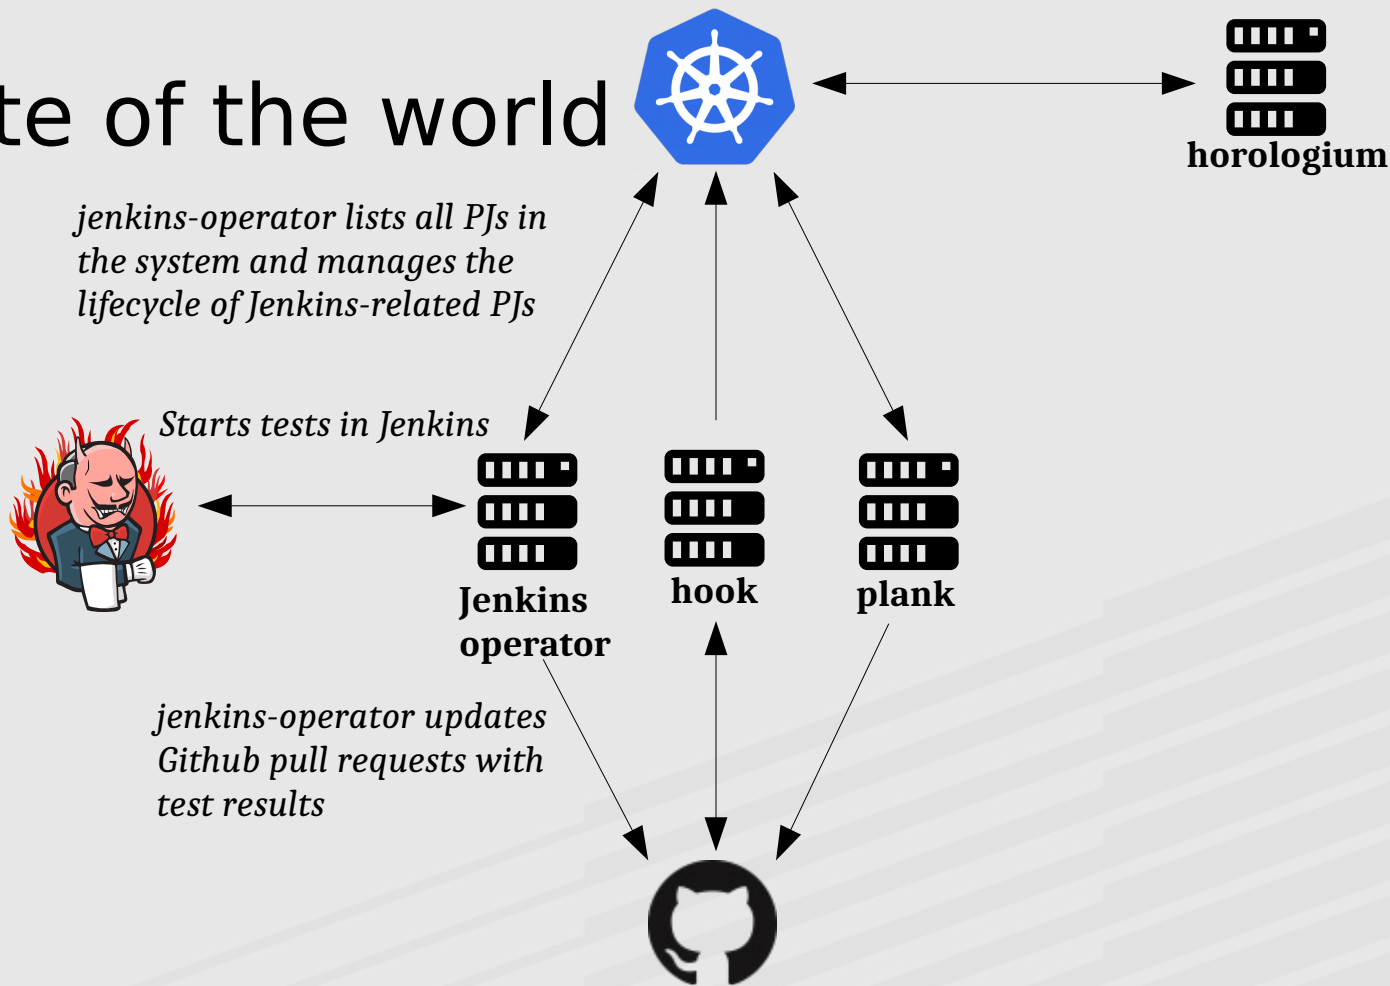 te of the world
horologium
jenkins-operator lists all PJs in
the system and manages the
lifecycle of Jenkins-related PJs
Starts tests in Jenkins
Jenkins
operator
hook
plank
jenkins-operator updates
Github pull requests with
test results